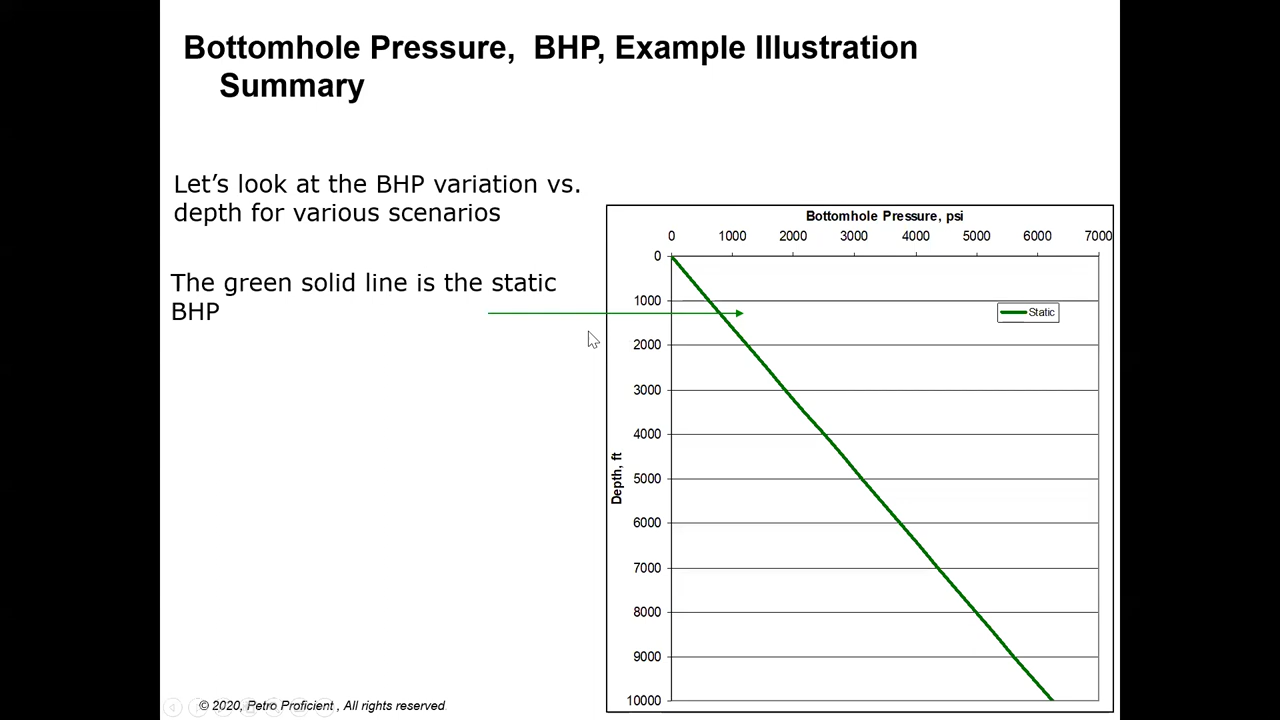 Bottomhole Pressure,  BHP, Example Illustration
Summary
Let’s look at the BHP variation vs.
depth for various scenarios
The green solid line is the static
BHP
Bottomhole Pressure, psi
0 1000 2000 3000 4000 5000 6000 7000
0
1000
2000
3000
4000
5000
6000
7000
8000
9000
10000
Depth, ft
Static
© 2020, Petro Proficient , All rights reserved